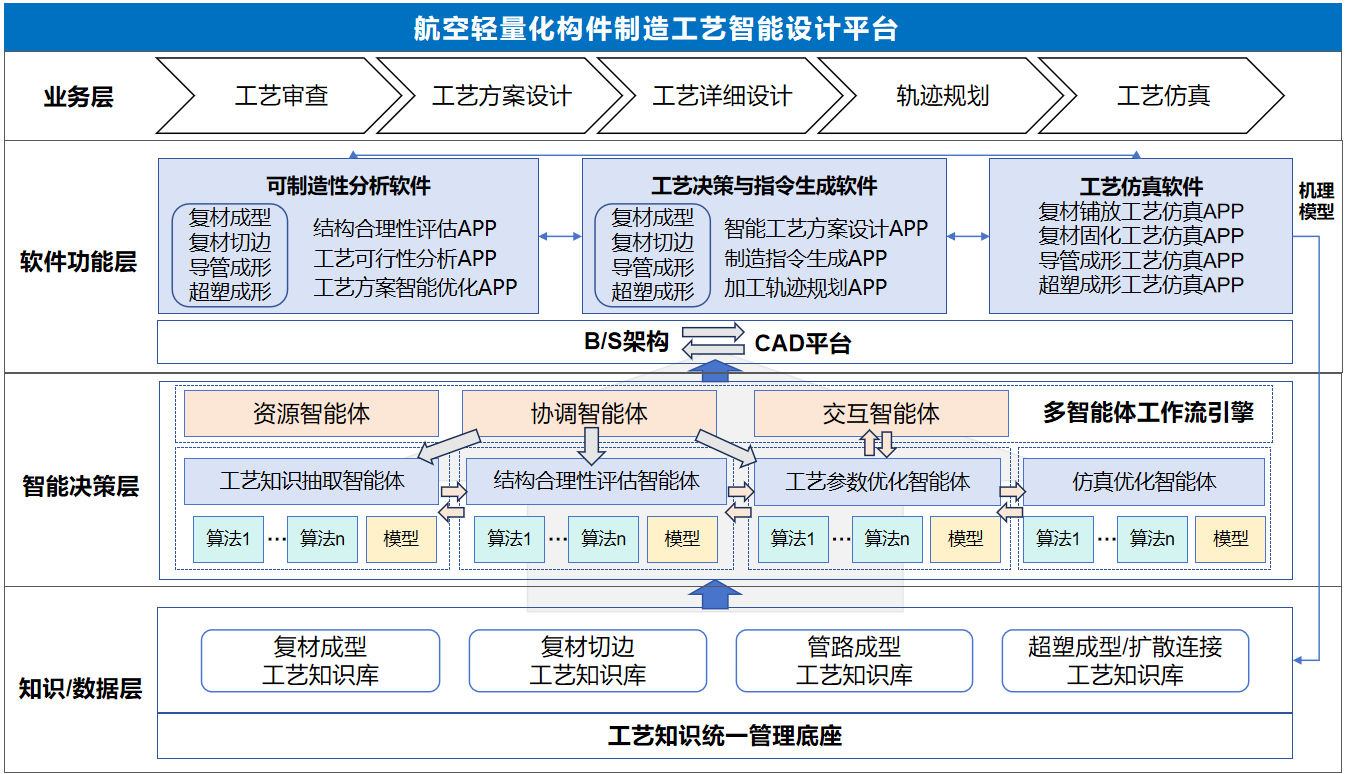 航空轻量化构件制造工艺智能设计平台
业务层
工艺审查
工艺方案设计
工艺详细设计
轨迹规划
工艺仿真
软件功能层
可制造性分析软件
复材成型
复材切边
导管成形
超塑成形
结构合理性评估APP
工艺可行性分析APP
工艺方案智能优化APP
工艺决策与指令生成软件
复材成型
复材切边
导管成形
超塑成形
智能工艺方案设计APP
制造指令生成APP
加工轨迹规划APP
工艺仿真软件
复材铺放工艺仿真APP
复材固化工艺仿真APP
导管成形工艺仿真APP
超塑成形工艺仿真APP
机理
模型
B/S架构
CAD平台
智能决策层
资源智能体
协调智能体
交互智能体
多智能体工作流引擎
工艺知识抽取智能体
结构合理性评估智能体
工艺参数优化智能体
仿真优化智能体
算法1
···
算法n
模型
算法1
···
算法n
模型
算法1
···
算法n
模型
算法1
···
算法n
模型
知识/数据层
复材成型
工艺知识库
复材切边
工艺知识库
管路成型
工艺知识库
超塑成型/扩散连接
工艺知识库
工艺知识统一管理底座